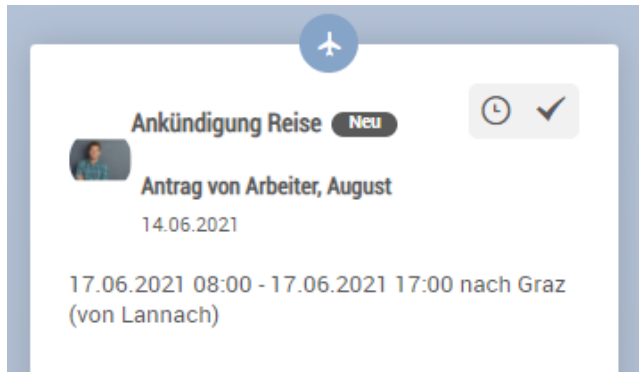 Ankündigung Reise Neu
Antrag von Arbeiter, August
14.06.2021
17.06.2021 08:00 - 17.06.2021 17:00 nach Graz
(von Lannach)